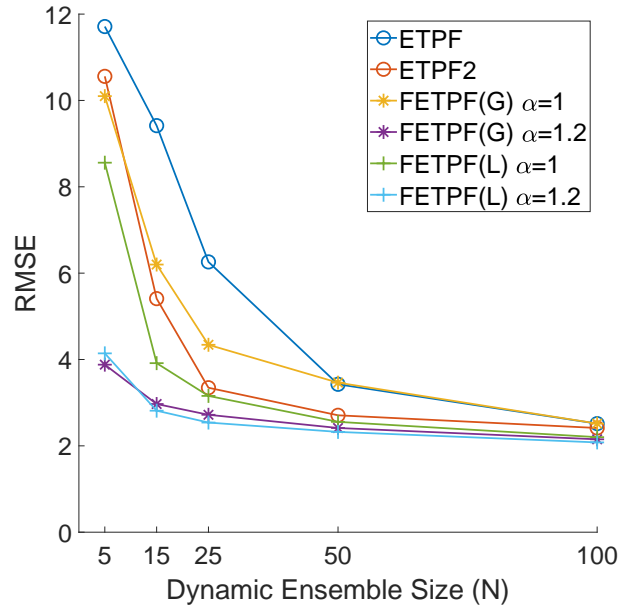 12
10
8
6
4
2
0
RMSE
ETPF
ETPF2
FETPF(G) α=1
FETPF(G) α=1.2
FETPF(L) α=1
FETPF(L) α=1.2
5 15 25 50 100
Dynamic Ensemble Size (N)